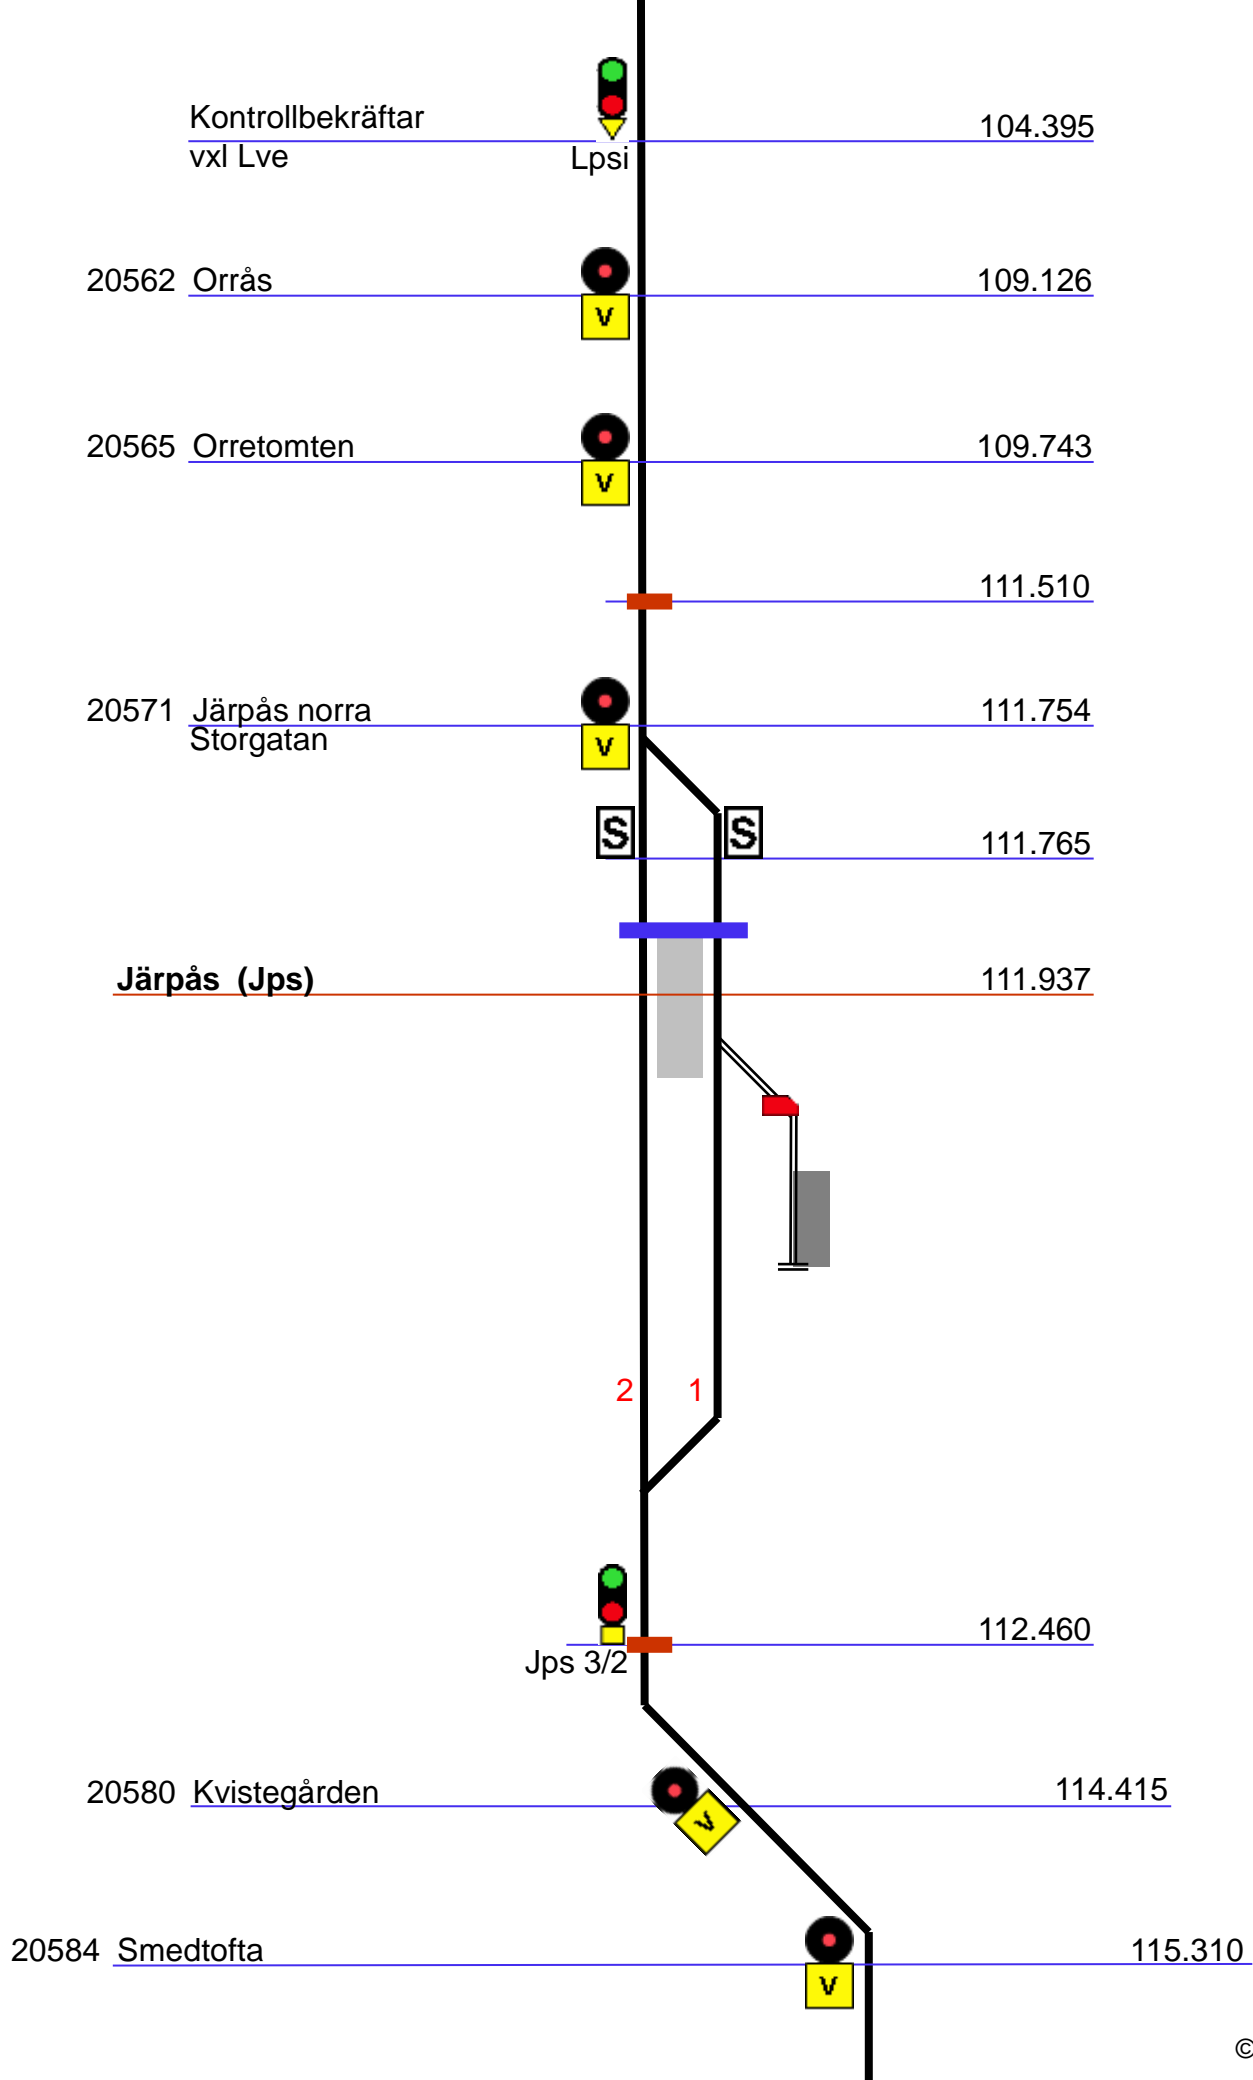 Kontrollbekräftar
104.395
vxl Lve
Lpsi
20562 Orrås 109.126
V
20565 Orretomten 109.743
V
111.510
20571 Järpås norra 111.754
Storgatan
V
S S 111.765
Järpås (Jps) 111.937
2 1
112.460
Jps 3/2
20580 Kvistegården 114.415
V
20584 Smedtofta 115.310
V
©